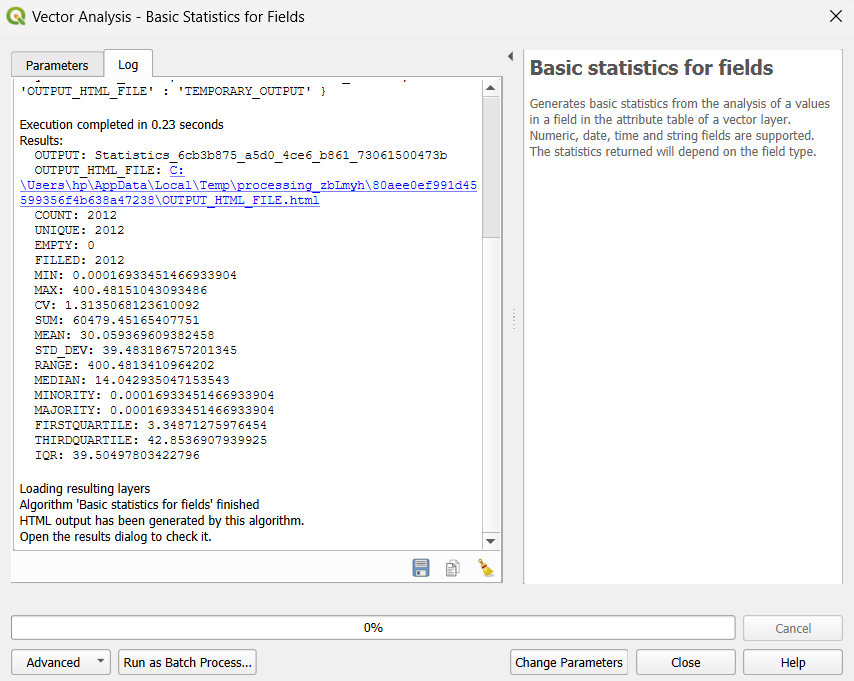 Vector Analysis - Basic Statistics for Fields
Parameters
Log
'OUTPUT_HTML_FILE' : 'TEMPORARY_OUTPUT' }
Execution completed in 0.23 seconds
Results:
OUTPUT: Statistics_6cb3b875_a5d0_4ce6_b861_73061500473b
OUTPUT_HTML_FILE: C:
\Users\hp\AppData\Local\Temp\processing_zbLmyh\80aee0ef991d45
599356f4b638a47238\OUTPUT_HTML_FILE.html
COUNT: 2012
UNIQUE: 2012
EMPTY: 0
FILLED: 2012
MIN: 0.00016933451466933904
MAX: 400.48151043093486
CV: 1.3135068123610092
SUM: 60479.45165407751
MEAN: 30.059369609382458
STD_DEV: 39.483186757201345
RANGE: 400.4813410964202
MEDIAN: 14.042935047153543
MINORITY: 0.00016933451466933904
MAJORITY: 0.00016933451466933904
FIRSTQUARTILE: 3.34871275976454
THIRDQUARTILE: 42.8536907939925
IQR: 39.50497803422796
Loading resulting layers
Algorithm 'Basic statistics for fields' finished
HTML output has been generated by this algorithm.
Open the results dialog to check it.
Basic statistics for fields
Generates basic statistics from the analysis of a values
in a field in the attribute table of a vector layer.
Numeric, date, time and string fields are supported.
The statistics returned will depend on the field type.
0%
Cancel
Advanced
Run as Batch Process...
Change Parameters
Close
Help